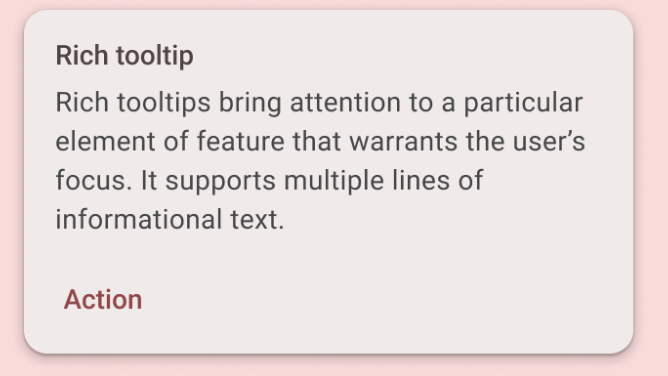 Rich tooltip
Rich tooltips bring attention to a particular
element of feature that warrants the user’s
focus. It supports multiple lines of
informational text.
Action